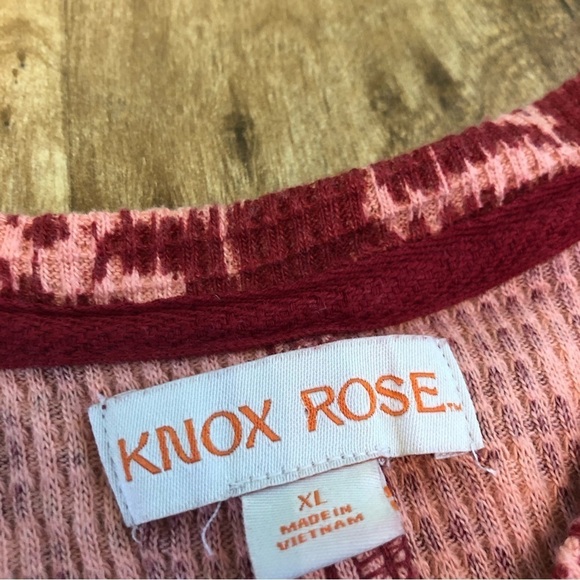 KNOX ROSE™
XL
MADE IN
VIETNAM